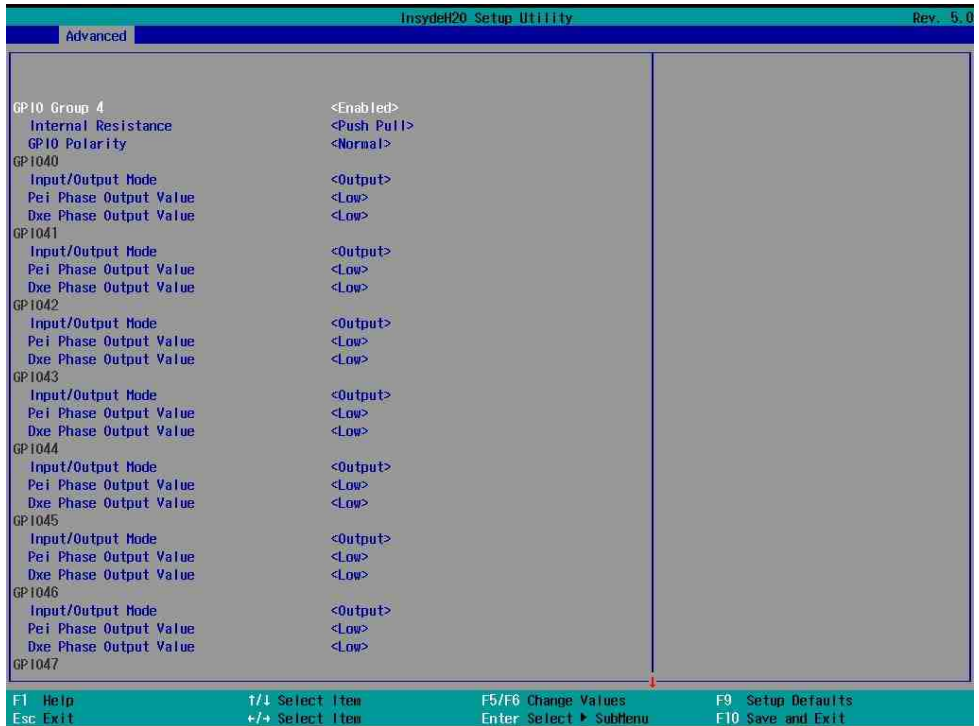 InsydeH20 Setup Utility Rev. 5.0
Advanced
GPIO Group 4 <Enabled>
Internal Resistance <Push Pull>
GPIO Polarity <Normal>
GPIO40
Input/Output Mode <Output>
Pei Phase Output Value <Low>
Dxe Phase Output Value <Low>
GPIO41
Input/Output Mode <Output>
Pei Phase Output Value <Low>
Dxe Phase Output Value <Low>
GPIO42
Input/Output Mode <Output>
Pei Phase Output Value <Low>
Dxe Phase Output Value <Low>
GPIO43
Input/Output Mode <Output>
Pei Phase Output Value <Low>
Dxe Phase Output Value <Low>
GPIO44
Input/Output Mode <Output>
Pei Phase Output Value <Low>
Dxe Phase Output Value <Low>
GPIO45
Input/Output Mode <Output>
Pei Phase Output Value <Low>
Dxe Phase Output Value <Low>
GPIO46
Input/Output Mode <Output>
Pei Phase Output Value <Low>
Dxe Phase Output Value <Low>
GPIO47
F1 Help ↑/↓ Select Item F5/F6 Change Values F9 Setup Defaults
Esc Exit ←/→ Select Item Enter Select ▶ SubMenu F10 Save and Exit